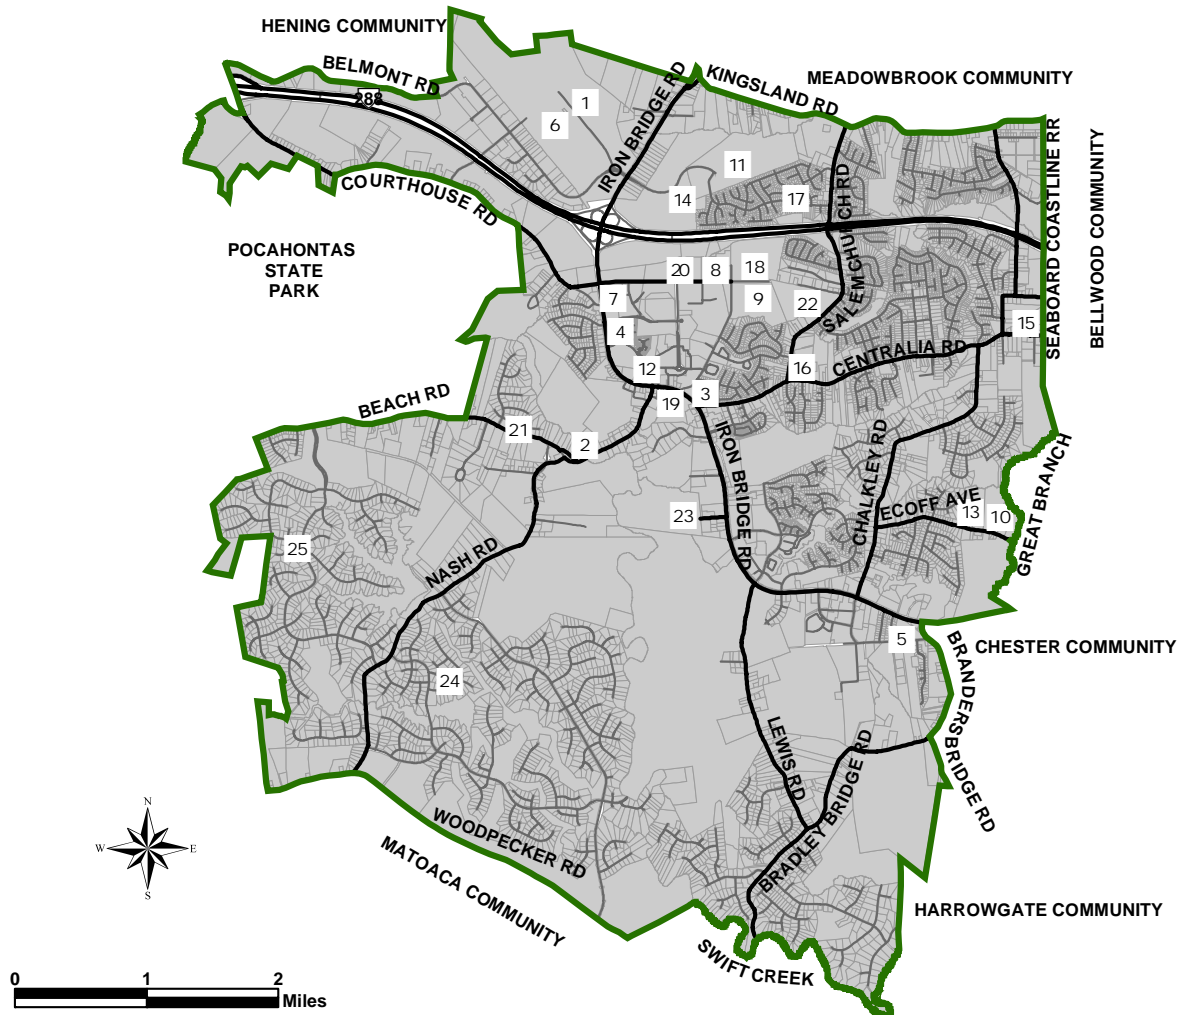 HENING COMMUNITY
BELMONT RD
KINGSLAND RD
MEADOWBROOK COMMUNITY
288
1
6
IRON BRIDGE RD
11
14
17
SALEM CHURCH RD
SEABOARD COASTLINE RR
BELLWOOD COMMUNITY
COURTHOUSE RD
POCAHONTAS
STATE
PARK
20
8
18
7
9
22
4
15
12
16
CENTRALIA RD
3
19
BEACH RD
21
2
IRON BRIDGE RD
CHALKLEY RD
GREAT BRANCH
ECOFF AVE
13
10
23
25
NASH RD
5
CHESTER COMMUNITY
BRANDERS BRIDGE RD
24
LEWIS RD
BRADLEY BRIDGE RD
WOODPECKER RD
MATOACA COMMUNITY
HARROWGATE COMMUNITY
SWIFT CREEK
N
W
E
S
0 1 2
Miles